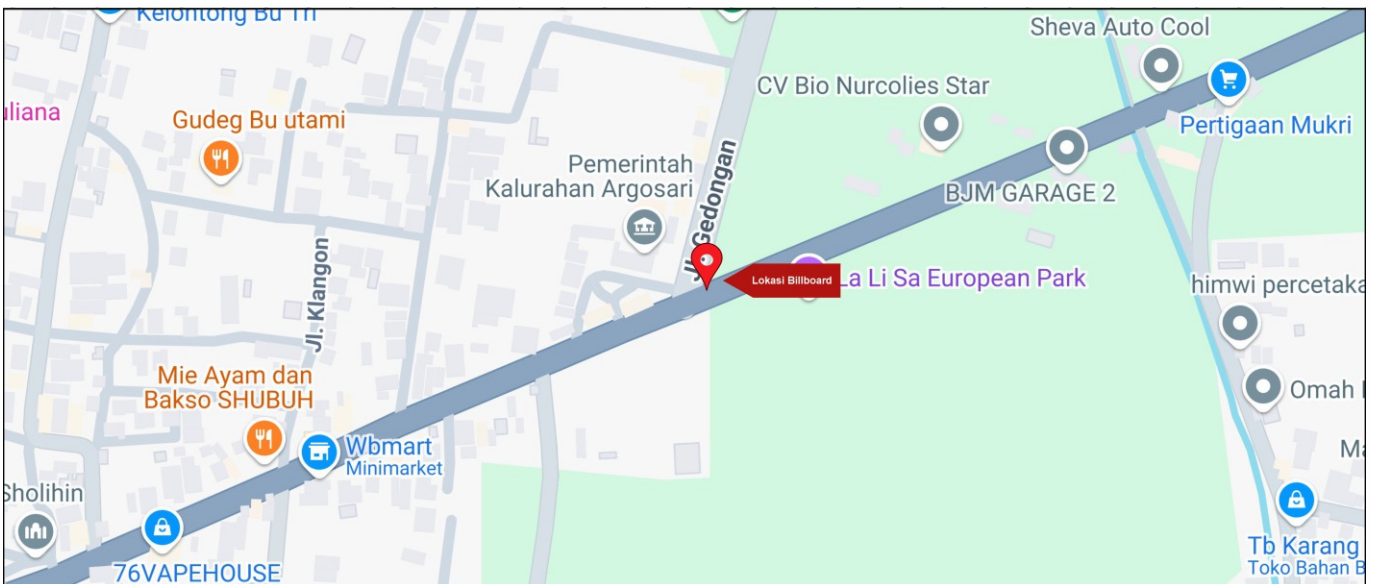 Kelontong Bu Tri
Sheva Auto Cool
CV Bio Nurcolies Star
uliana
Gudeg Bu utami
Pertigaan Mukri
Pemerintah
Kalurahan Argosari
Jl. Gedongan
BJM GARAGE 2
Lokasi Billboard
La Li Sa European Park
himwi percetaka
Jl. Klangon
Mie Ayam dan
Bakso SHUBUH
Omah
Wbmart
Minimarket
Ma
Sholihin
76VAPEHOUSE
Tb Karang
Toko Bahan B